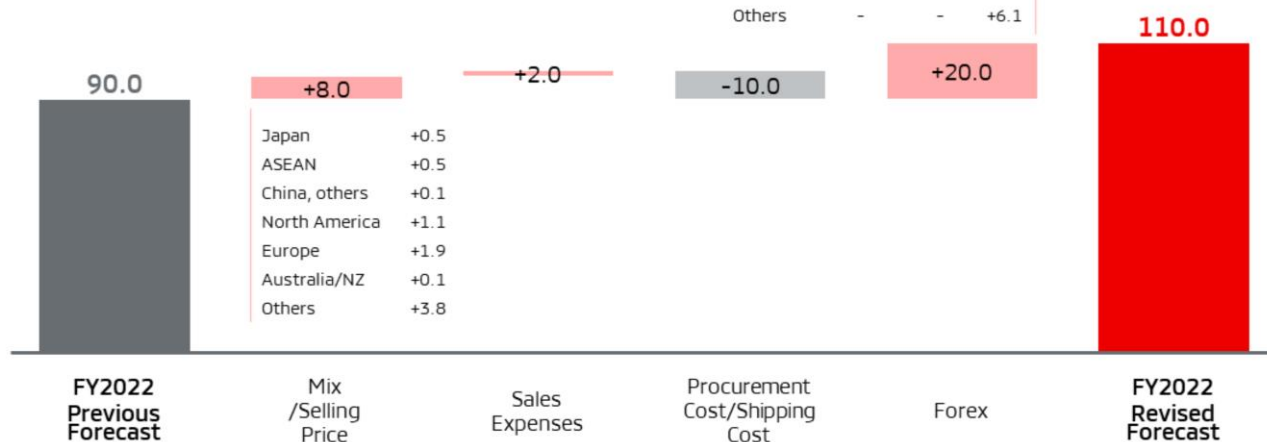 Others - - +6.1
110.0
90.0
+8.0
+2.0
-10.0
+20.0
Japan +0.5
ASEAN +0.5
China, others +0.1
North America +1.1
Europe +1.9
Australia/NZ +0.1
Others +3.8
FY2022
Previous
Forecast
Mix
/Selling
Price
Sales
Expenses
Procurement
Cost/Shipping
Cost
Forex
FY2022
Revised
Forecast